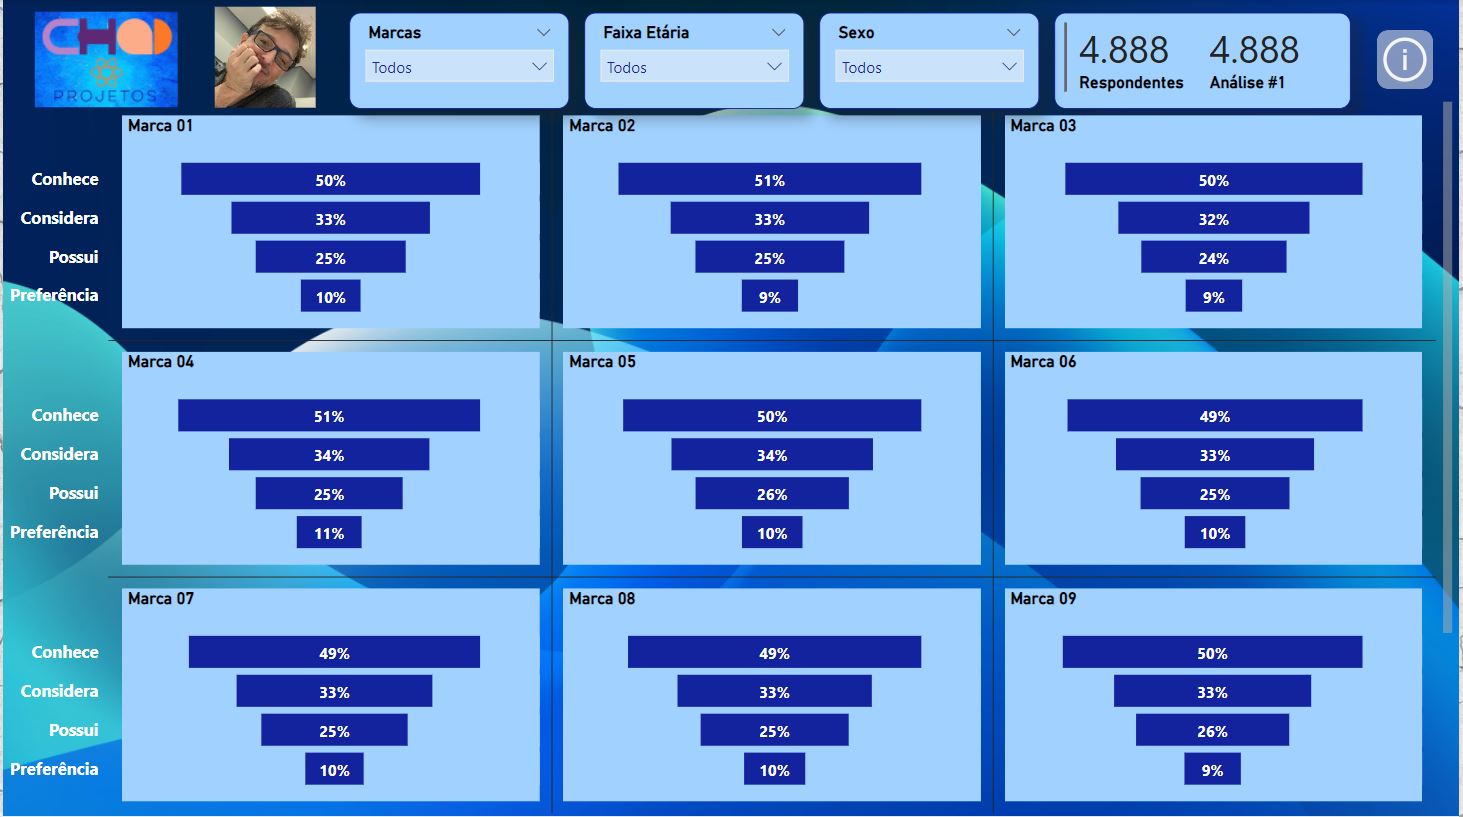 CHAD
PROJETOS
Marcas
Todos
Faixa Etária
Todos
Sexo
Todos
4.888
Respondentes
4.888
Análise #1
i
Marca 01
Marca 02
Marca 03
Conhece
50%
51%
50%
Considera
33%
33%
32%
Possui
25%
25%
24%
Preferência
10%
9%
9%
Marca 04
Marca 05
Marca 06
Conhece
51%
50%
49%
Considera
34%
34%
33%
Possui
25%
26%
25%
Preferência
11%
10%
10%
Marca 07
Marca 08
Marca 09
Conhece
49%
49%
50%
Considera
33%
33%
33%
Possui
25%
25%
26%
Preferência
10%
10%
9%